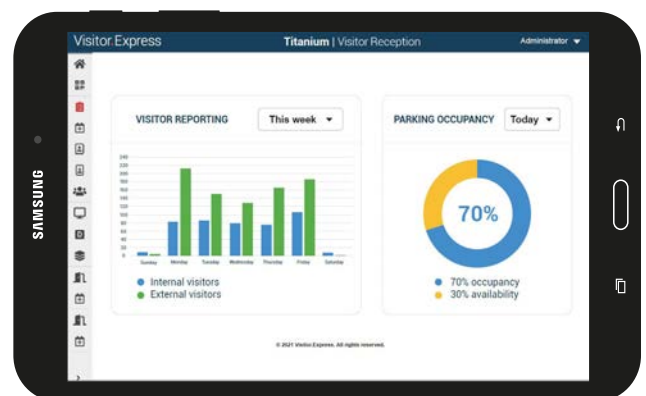 Visitor.Express
Titanium | Visitor Reception
Administrator
VISITOR REPORTING
This week
240
220
200
180
160
140
120
100
80
60
40
20
0
Sunday Monday Tuesday Wednesday Thursday Friday Saturday
Internal visitors
External visitors
PARKING OCCUPANCY
Today
70%
70% occupancy
30% availability
© 2021 Visitor.Express. All rights reserved.
SAMSUNG